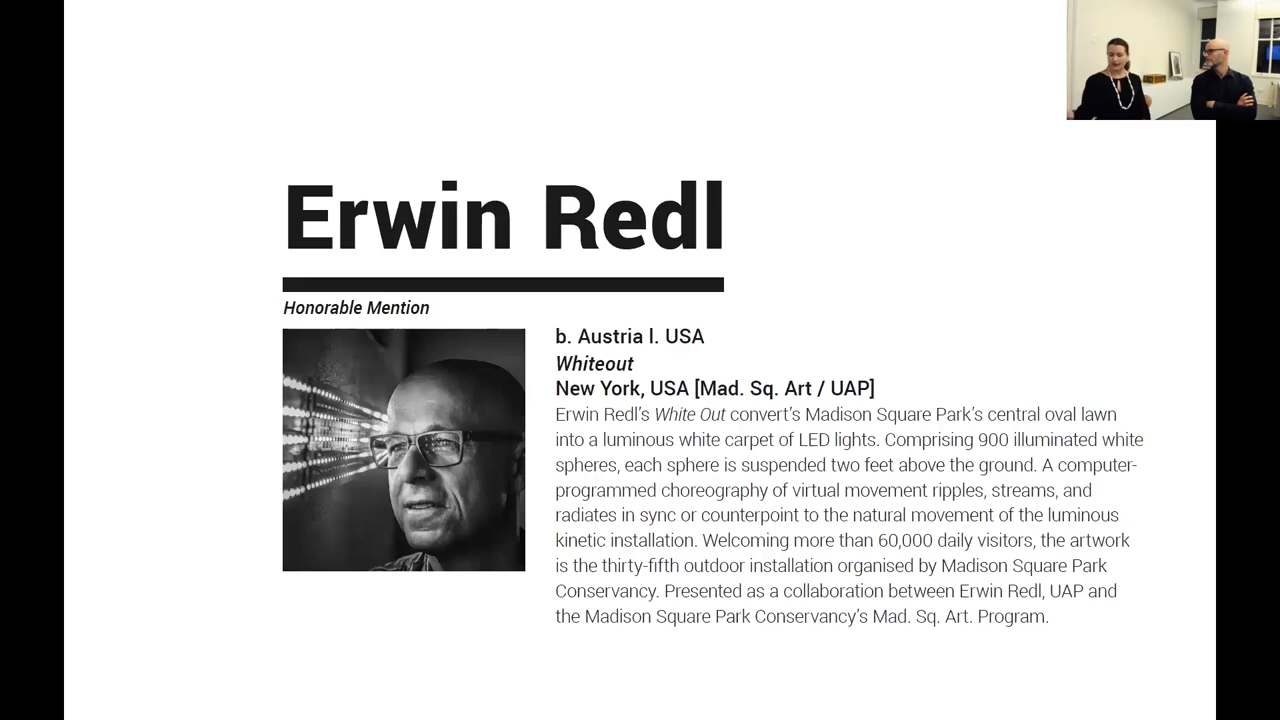 Erwin Redl
Honorable Mention
b. Austria l. USA
Whiteout
New York, USA [Mad. Sq. Art / UAP]
Erwin Redl’s White Out convert’s Madison Square Park’s central oval lawn
into a luminous white carpet of LED lights. Comprising 900 illuminated white
spheres, each sphere is suspended two feet above the ground. A computer-
programmed choreography of virtual movement ripples, streams, and
radiates in sync or counterpoint to the natural movement of the luminous
kinetic installation. Welcoming more than 60,000 daily visitors, the artwork
is the thirty-fifth outdoor installation organised by Madison Square Park
Conservancy. Presented as a collaboration between Erwin Redl, UAP and
the Madison Square Park Conservancy’s Mad. Sq. Art. Program.